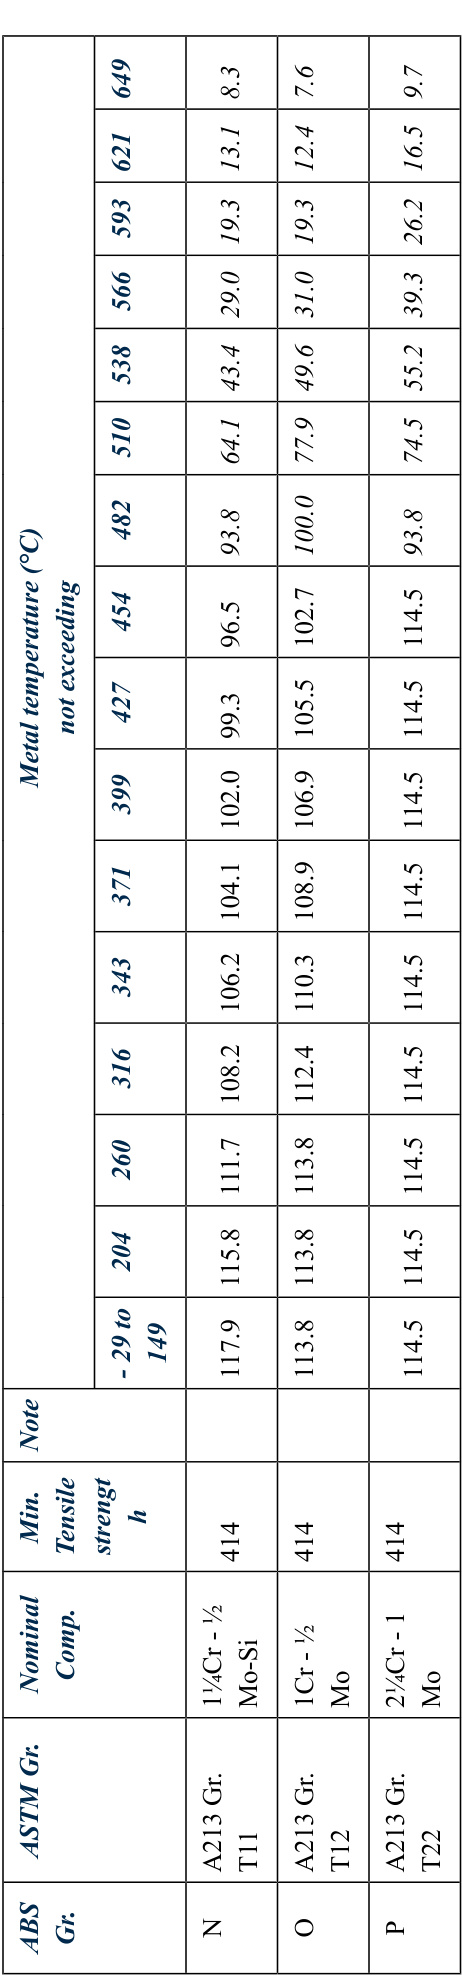 ABS Gr. ASTM Gr. Nominal Comp. Min. Tensile strengt h Note Metal temperature (°C) not exceeding
- 29 to 149 204 260 316 343 371 399 427 454 482 510 538 566 593 621 649
N A213 Gr. T11 1¼Cr - ½ Mo-Si 414 117.9 115.8 111.7 108.2 106.2 104.1 102.0 99.3 96.5 93.8 64.1 43.4 29.0 19.3 13.1 8.3
O A213 Gr. T12 1Cr - ½ Mo 414 113.8 113.8 113.8 112.4 110.3 108.9 106.9 105.5 102.7 100.0 77.9 49.6 31.0 19.3 12.4 7.6
P A213 Gr. T22 2¼Cr - 1 Mo 414 114.5 114.5 114.5 114.5 114.5 114.5 114.5 114.5 114.5 93.8 74.5 55.2 39.3 26.2 16.5 9.7